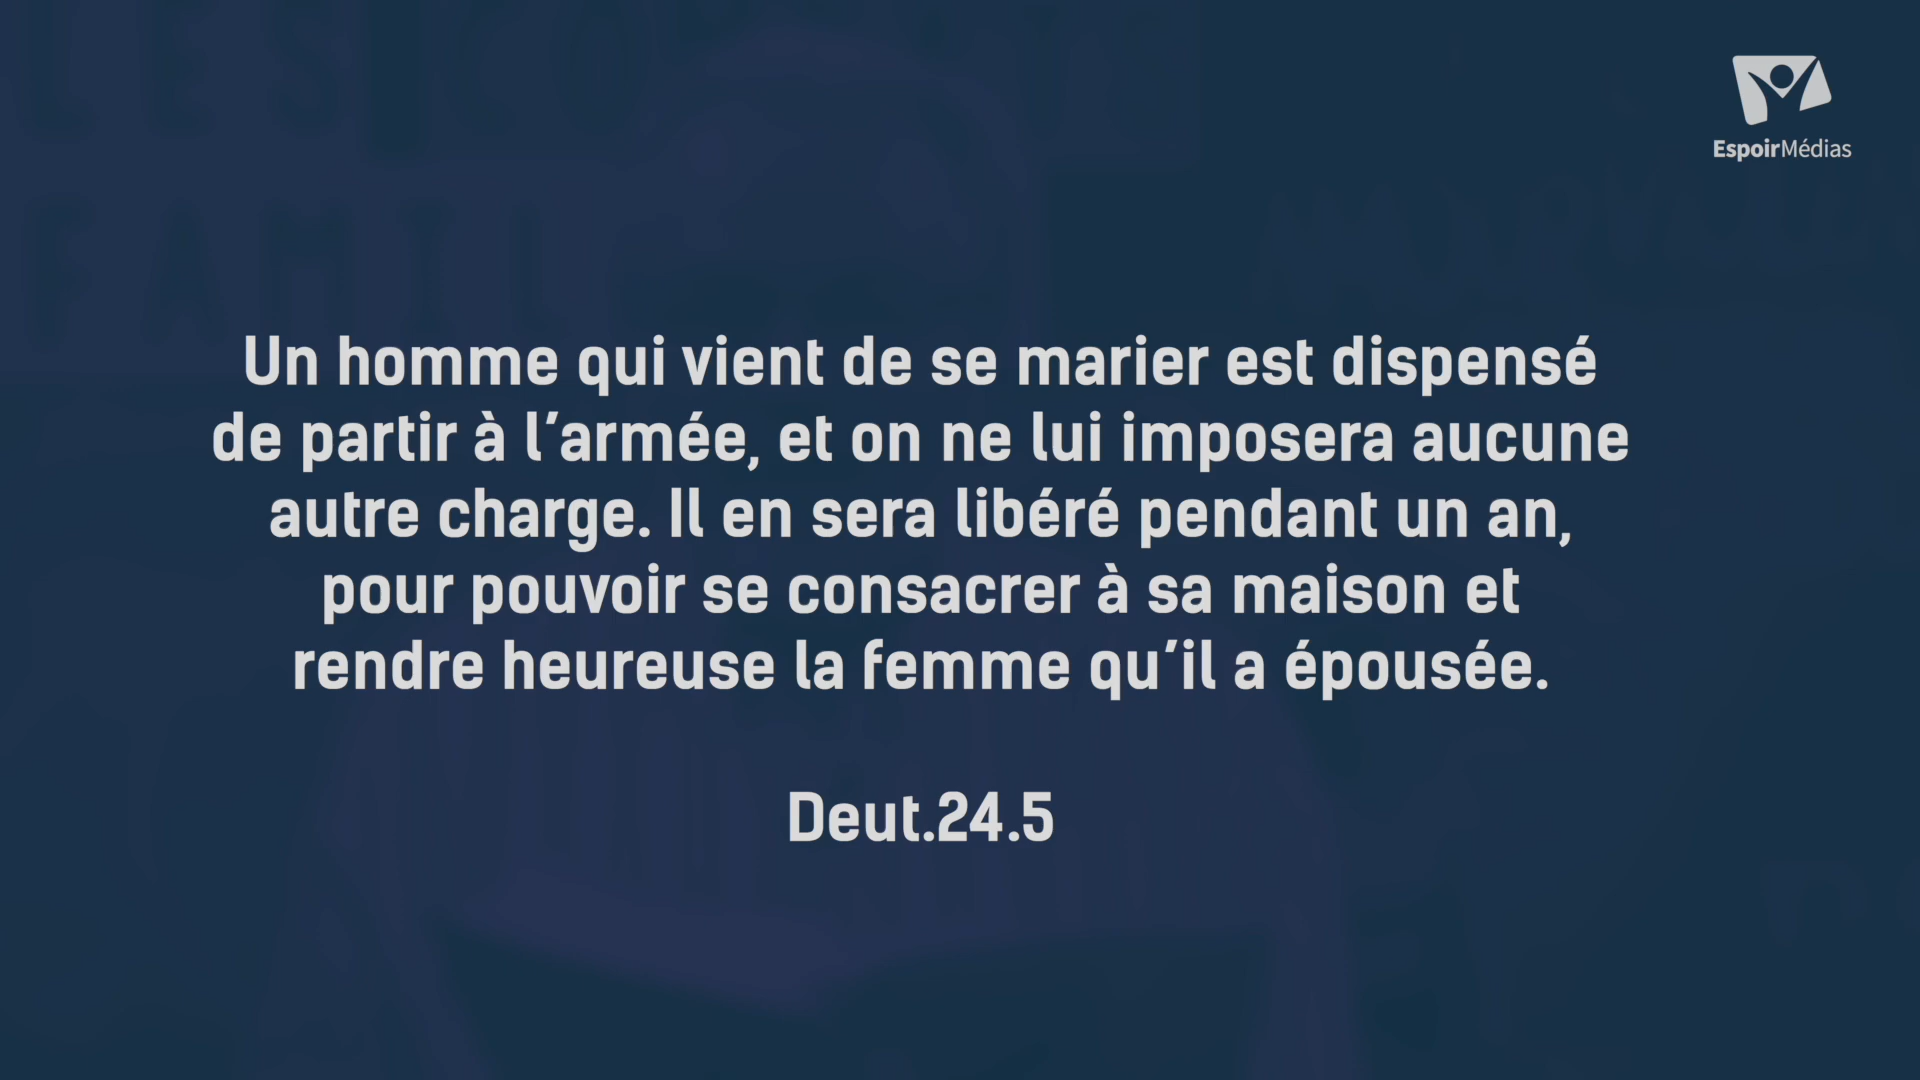 EspoirMédias
Un homme qui vient de se marier est dispensé
de partir à l’armée, et on ne lui imposera aucune
autre charge. Il en sera libéré pendant un an,
pour pouvoir se consacrer à sa maison et
rendre heureuse la femme qu’il a épousée.
Deut.24.5